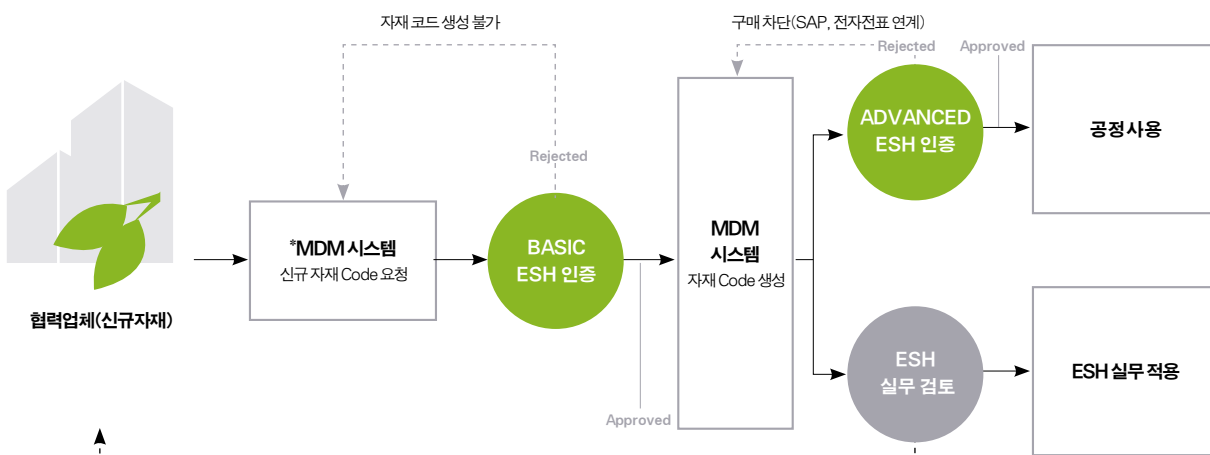 자재 코드 생성 불가
구매 차단(SAP, 전자전표 연계)
Rejected
Approved
ADVANCED
ESH 인증
공정사용
Rejected
*MDM 시스템
신규 자재 Code 요청
BASIC
ESH 인증
MDM
시스템
자재 Code 생성
협력업체(신규자재)
ESH
실무 검토
ESH 실무 적용
Approved